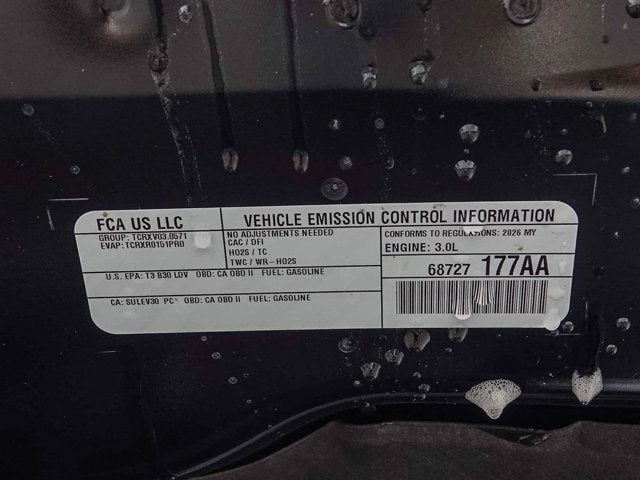 FCA US LLC
VEHICLE EMISSION CONTROL INFORMATION
GROUP: TCRXV03.0571
EVAP: TCRXR0151PR0
NO ADJUSTMENTS NEEDED
CAC / DFI
HO2S / TC
TWC / WR-HO2S
CONFORMS TO REGULATIONS: 2026 MY
ENGINE: 3.0L
U.S. EPA: T3 B30 LDV OBD: CA OBD II FUEL: GASOLINE
68727 177AA
CA: SULEV30 PC OBD: CA OBD II FUEL: GASOLINE